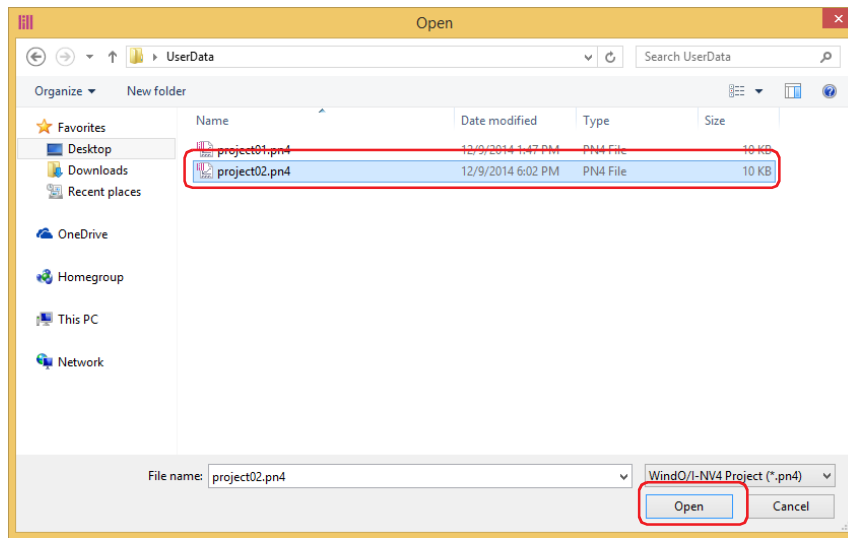 Open
UserData
Search UserData
Organize New folder
Name Date modified Type Size
Favorites
Desktop
Downloads
Recent places
OneDrive
Homegroup
This PC
Network
project01.pn4 12/9/2014 1:47 PM PN4 File 10 KB
project02.pn4 12/9/2014 6:02 PM PN4 File 10 KB
File name: project02.pn4 WindO/I-NV4 Project (*.pn4)
Open Cancel